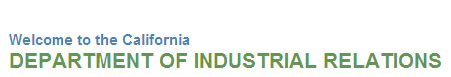 Welcome to the California
DEPARTMENT OF INDUSTRIAL RELATIONS